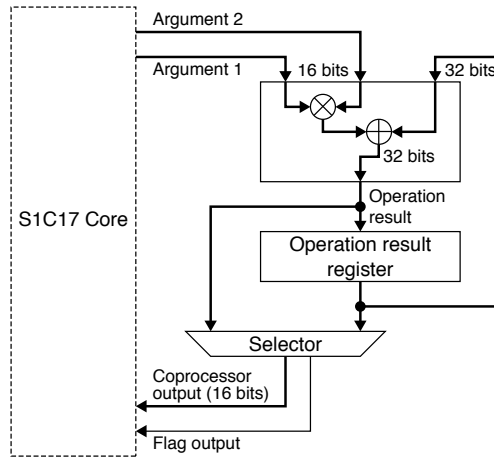 Argument 2
Argument 1
16 bits
32 bits
32 bits
S1C17 Core
Operation
result
Operation result
register
Selector
Coprocessor
output (16 bits)
Flag output